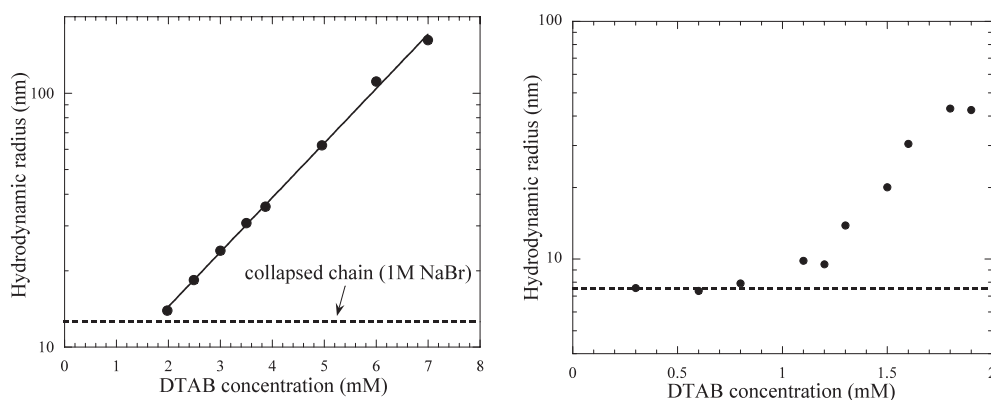 Hydrodynamic radius (nm)
100
10
collapsed chain (1M NaBr)
0 1 2 3 4 5 6 7 8
DTAB concentration (mM)
Hydrodynamic radius (nm)
100
10
0 0.5 1 1.5 2
DTAB concentration (mM)